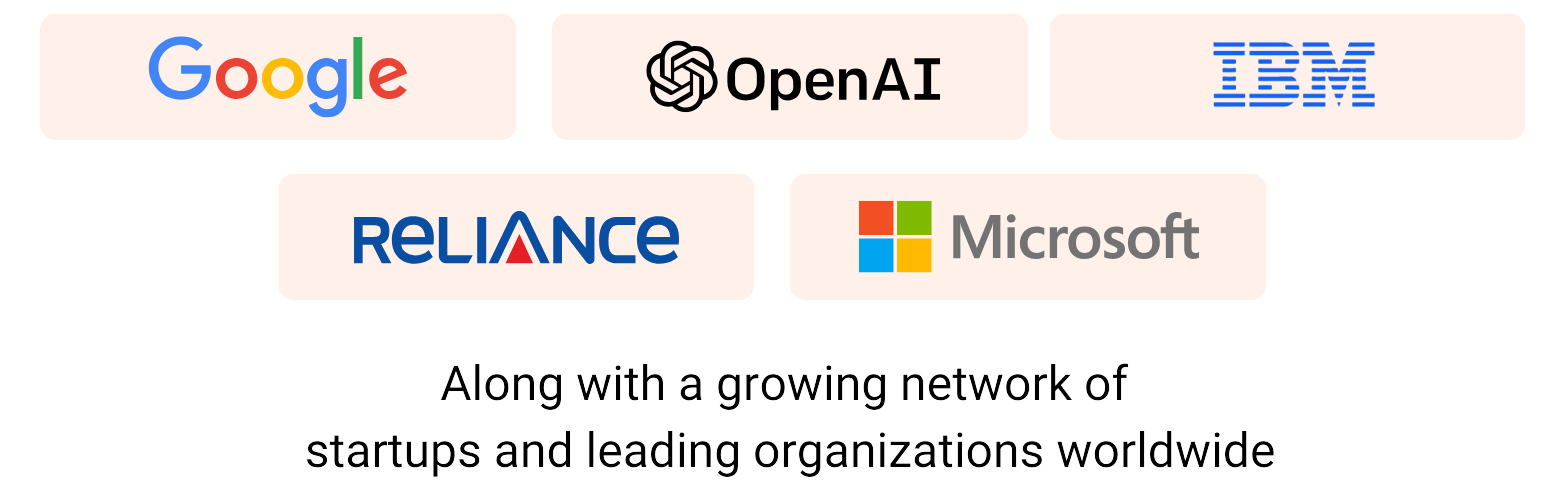 Google
OpenAI
IBM
RELIANCE
Microsoft
Along with a growing network of
startups and leading organizations worldwide